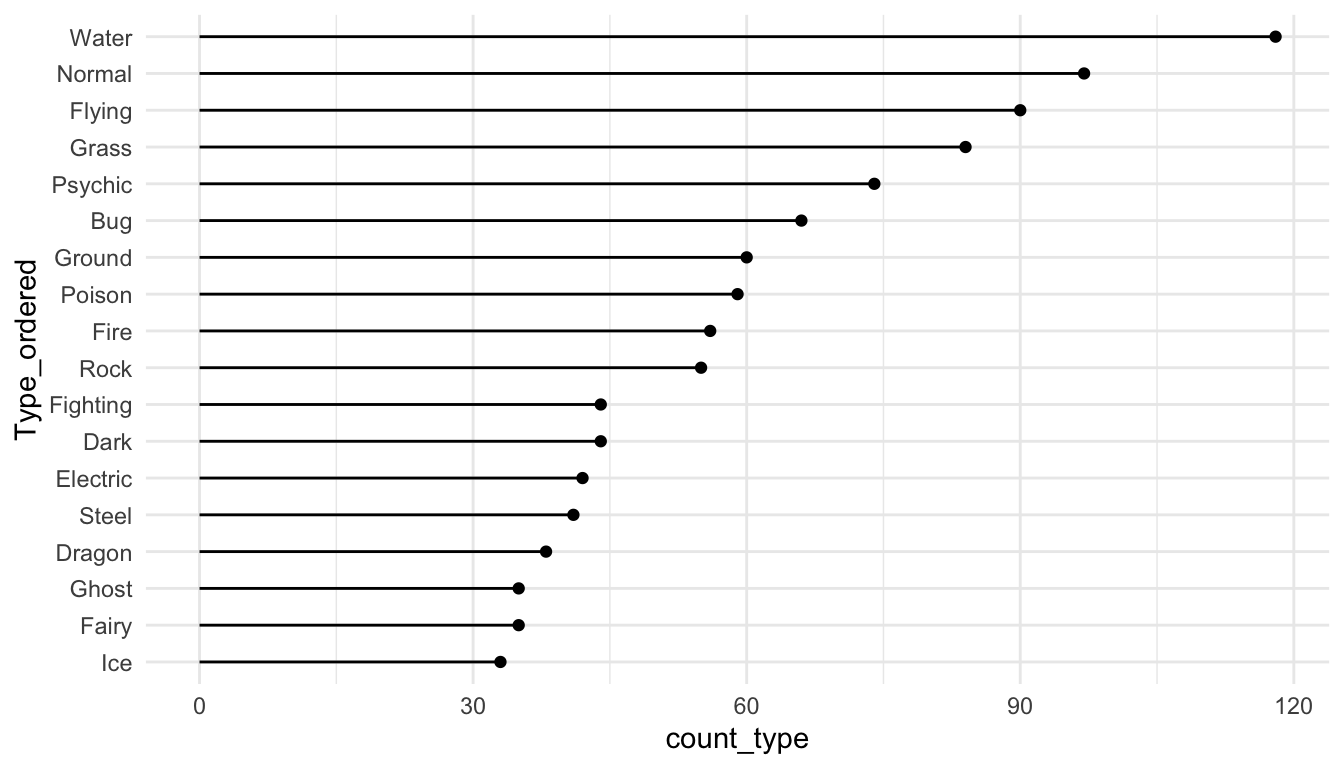 Water
Normal
Flying
Grass
Psychic
Bug
Ground
Poison
Fire
Rock
Fighting
Dark
Electric
Steel
Dragon
Ghost
Fairy
Ice
Type_ordered
0 30 60 90 120
count_type